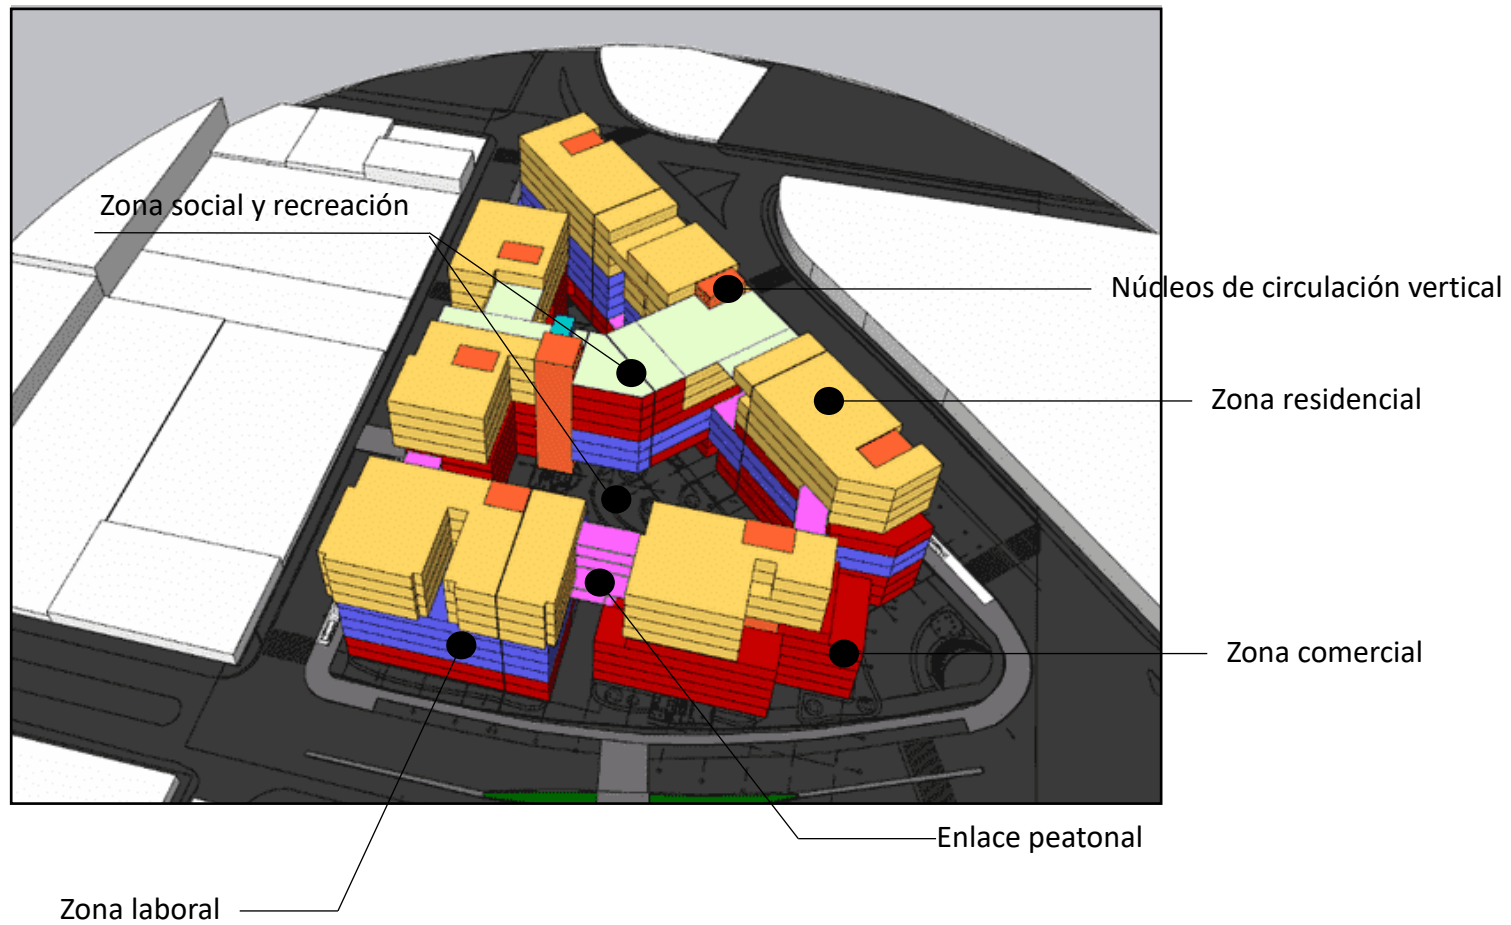 Zona social y recreación
Núcleos de circulación vertical
Zona residencial
Zona comercial
Enlace peatonal
Zona laboral